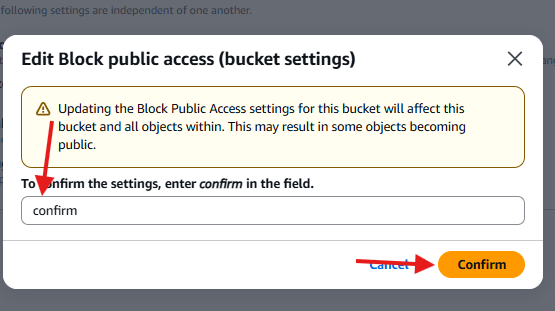 following settings are independent of one another.
Edit Block public access (bucket settings)
Updating the Block Public Access settings for this bucket will affect this
bucket and all objects within. This may result in some objects becoming
public.
To confirm the settings, enter confirm in the field.
confirm
Cancel
Confirm